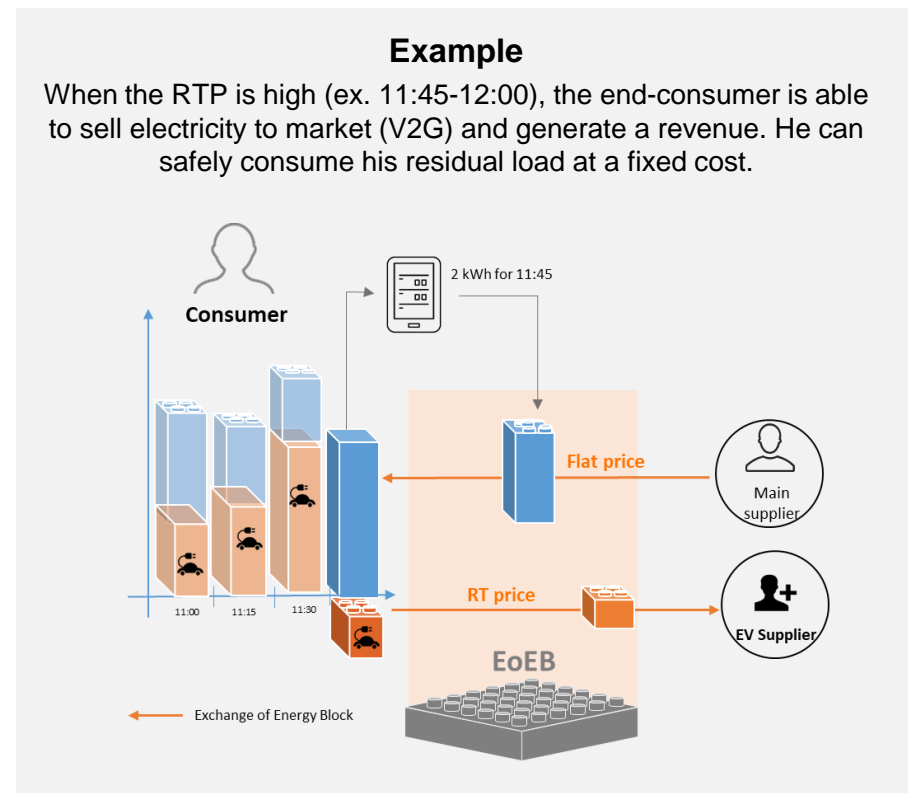 Example
When the RTP is high (ex. 11:45-12:00), the end-consumer is able
to sell electricity to market (V2G) and generate a revenue. He can
safely consume his residual load at a fixed cost.
2 kWh for 11:45
Consumer
Flat price
Main
supplier
11:00
11:15
11:30
RT price
EV Supplier
EoEB
Exchange of Energy Block